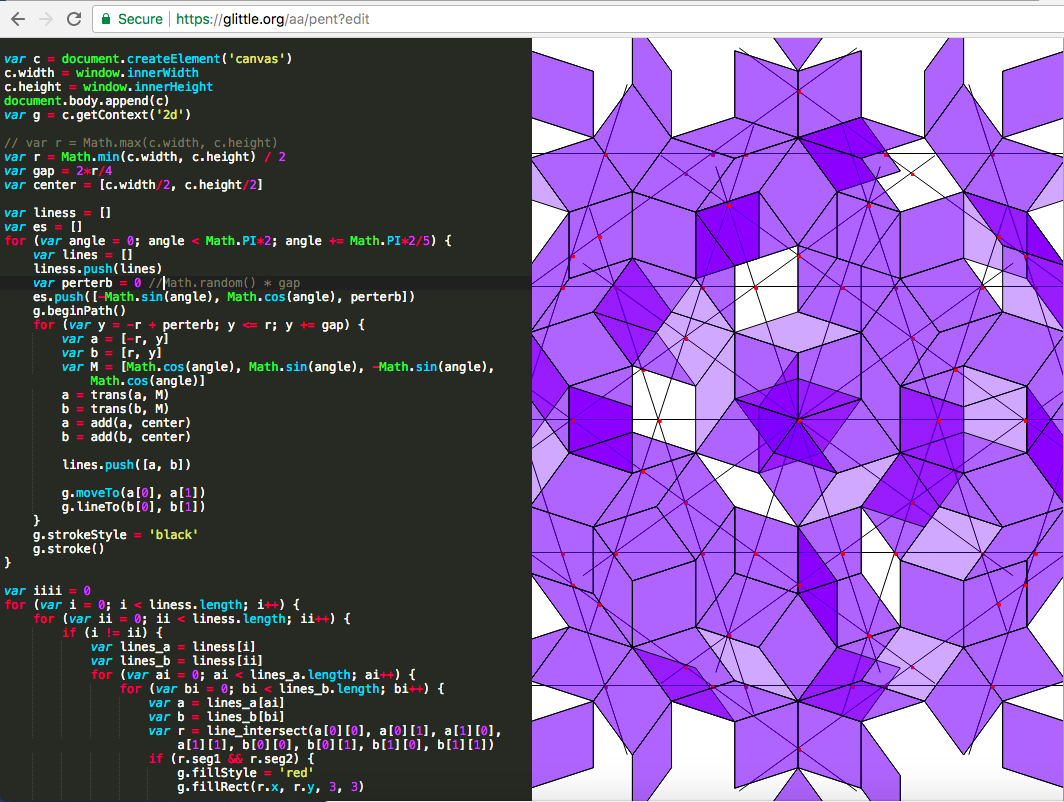 Secure | https://glittle.org/aa/pent?edit
var c = document.createElement('canvas')
c.width = window.innerWidth
c.height = window.innerHeight
document.body.append(c)
var g = c.getContext('2d')
// var r = Math.max(c.width, c.height)
var r = Math.min(c.width, c.height) / 2
var gap = 2*r/4
var center = [c.width/2, c.height/2]
var liness = []
var es = []
for (var angle = 0; angle < Math.PI*2; angle += Math.PI*2/5) {
var lines = []
liness.push(lines)
var perterb = 0 //Math.random() * gap
es.push([-Math.sin(angle), Math.cos(angle), perterb])
g.beginPath()
for (var y = -r + perterb; y <= r; y += gap) {
var a = [-r, y]
var b = [r, y]
var M = [Math.cos(angle), Math.sin(angle), -Math.sin(angle),
Math.cos(angle)]
a = trans(a, M)
b = trans(b, M)
a = add(a, center)
b = add(b, center)
lines.push([a, b])
g.moveTo(a[0], a[1])
g.lineTo(b[0], b[1])
}
g.strokeStyle = 'black'
g.stroke()
}
var iiii = 0
for (var i = 0; i < liness.length; i++) {
for (var ii = 0; ii < liness.length; ii++) {
if (i != ii) {
var lines_a = liness[i]
var lines_b = liness[ii]
for (var ai = 0; ai < lines_a.length; ai++) {
for (var bi = 0; bi < lines_b.length; bi++) {
var a = lines_a[ai]
var b = lines_b[bi]
var r = line_intersect(a[0][0], a[0][1], a[1][0],
a[1][1], b[0][0], b[0][1], b[1][0], b[1][1])
if (r.seg1 && r.seg2) {
g.fillStyle = 'red'
g.fillRect(r.x, r.y, 3, 3)